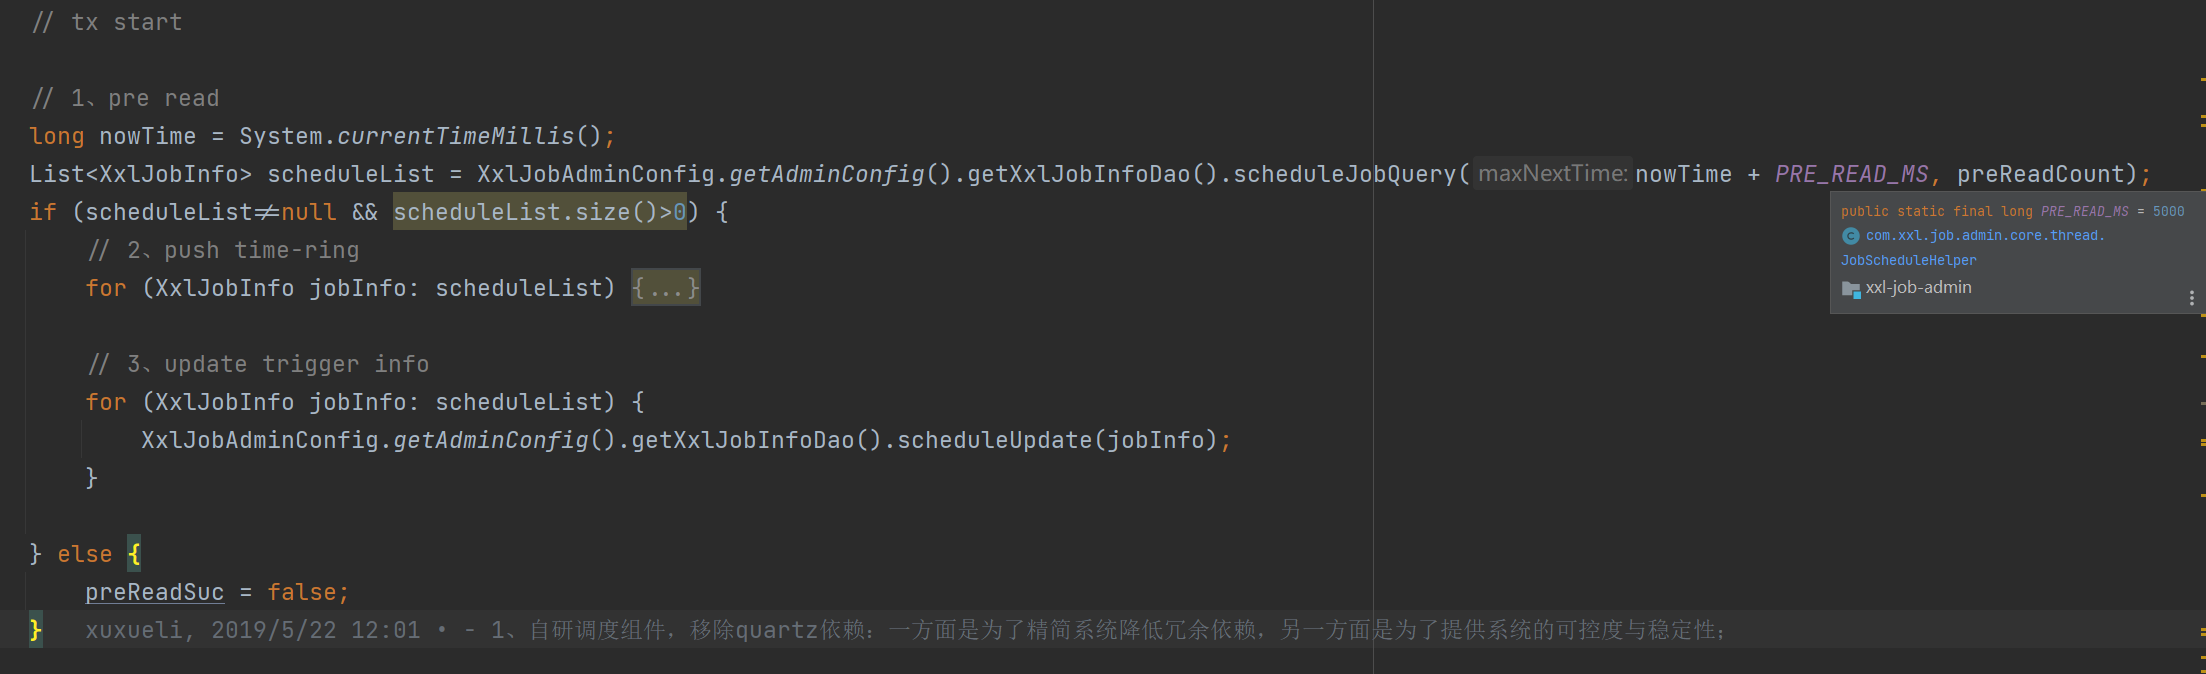 // tx start
// 1、pre read
long nowTime = System.currentTimeMillis();
List<XxlJobInfo> scheduleList = XxlJobAdminConfig.getAdminConfig().getXxlJobInfoDao().scheduleJobQuery( maxNextTime: nowTime + PRE_READ_MS, preReadCount);
if (scheduleList!=null && scheduleList.size()>0) {
// 2、push time-ring
for (XxlJobInfo jobInfo: scheduleList) {...}
// 3、update trigger info
for (XxlJobInfo jobInfo: scheduleList) {
XxlJobAdminConfig.getAdminConfig().getXxlJobInfoDao().scheduleUpdate(jobInfo);
}
} else {
preReadSuc = false;
} xuxueli, 2019/5/22 12:01 • - 1、自研调度组件，移除quartz依赖：一方面是为了精简系统降低冗余依赖，另一方面是为了提供系统的可控度与稳定性；
public static final long PRE_READ_MS = 5000
C com.xxl.job.admin.core.thread.
JobScheduleHelper
xxl-job-admin